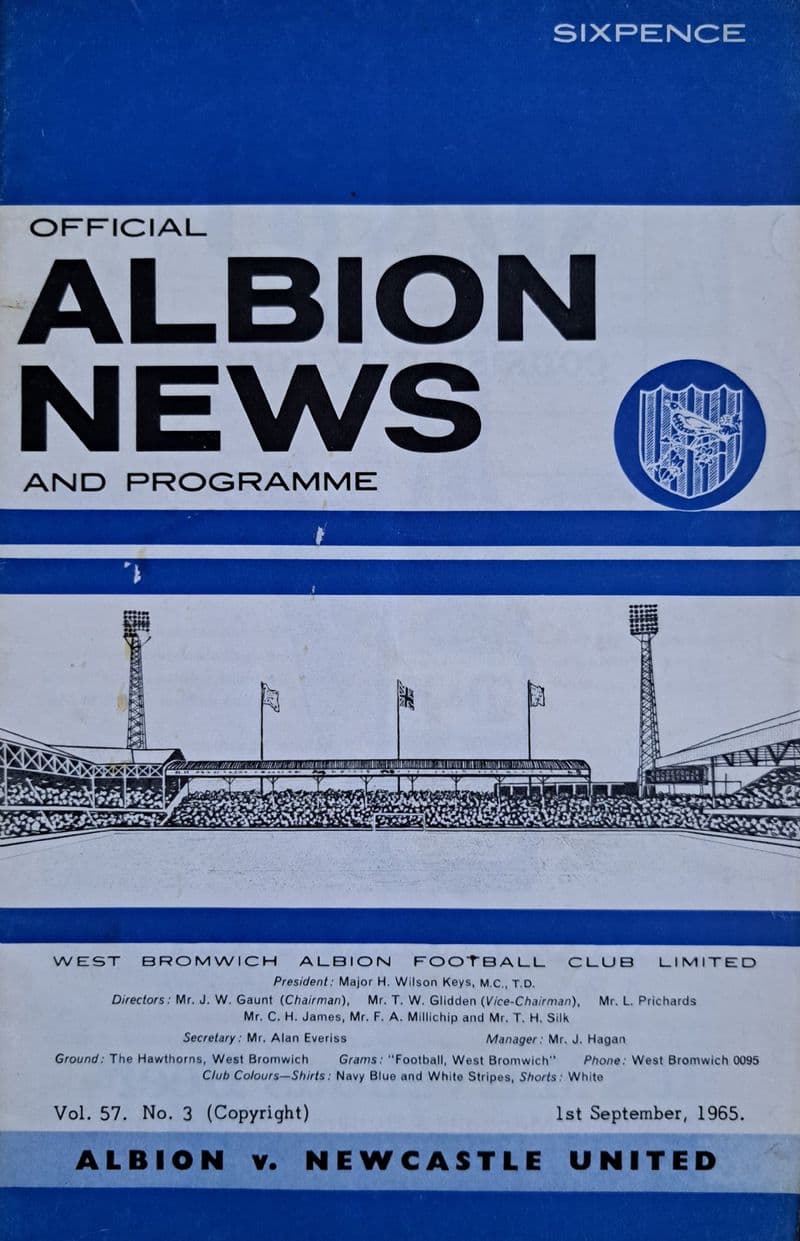 SIXPENCE
OFFICIAL
ALBION
NEWS
AND PROGRAMME
WEST BROMWICH ALBION FOOTBALL CLUB LIMITED
President: Major H. Wilson Keys, M.C., T.D.
Directors: Mr. J. W. Gaunt (Chairman), Mr. T. W. Glidden (Vice-Chairman), Mr. L. Prichards
Mr. C. H. James, Mr. F. A. Millichip and Mr. T. H. Silk
Secretary: Mr. Alan Everiss Manager: Mr. J. Hagan
Ground: The Hawthorns, West Bromwich Grams: "Football, West Bromwich" Phone: West Bromwich 0095
Club Colours—Shirts: Navy Blue and White Stripes, Shorts: White
Vol. 57. No. 3 (Copyright) 1st September, 1965.
ALBION v. NEWCASTLE UNITED